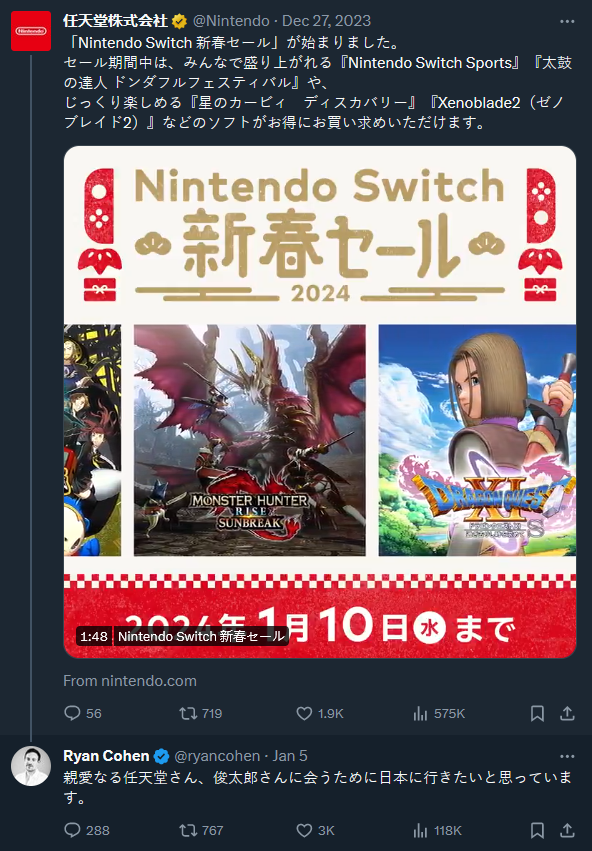 Nintendo
任天堂株式会社 @Nintendo · Dec 27, 2023
「Nintendo Switch 新春セール」が始まりました。
セール期間中は、みんなで盛り上がれる『Nintendo Switch Sports』『太鼓
の達人 ドンダフルフェスティバル』や、
じっくり楽しめる『星のカービィ　ディスカバリー』『Xenoblade2（ゼノ
ブレイド2）』などのソフトがお得にお買い求めいただけます。
Nintendo Switch
新春セール
2024
MONSTER HUNTER
RISE
SUNBREAK
DRAGON QUEST
XI
S
2024年1月10日(水)まで
1:48 Nintendo Switch 新春セール
From nintendo.com
56 719 1.9K 575K
Ryan Cohen @ryancohen · Jan 5
親愛なる任天堂さん、俊太郎さんに会うために日本に行きたいと思っていま
す。
288 767 3K 118K